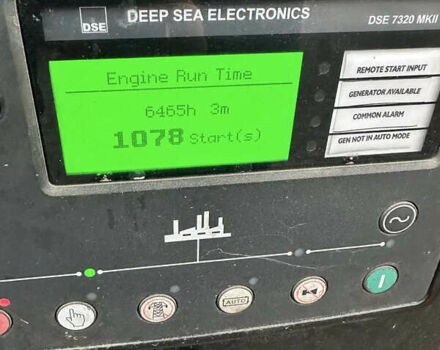 DSE
DEEP SEA ELECTRONICS
DSE 7320 MKII
Engine Run Time
6465h 3m
1078 Start(s)
REMOTE START INPUT
GENERATOR AVAILABLE
COMMON ALARM
GEN NOT IN AUTO MODE
AUTO
I